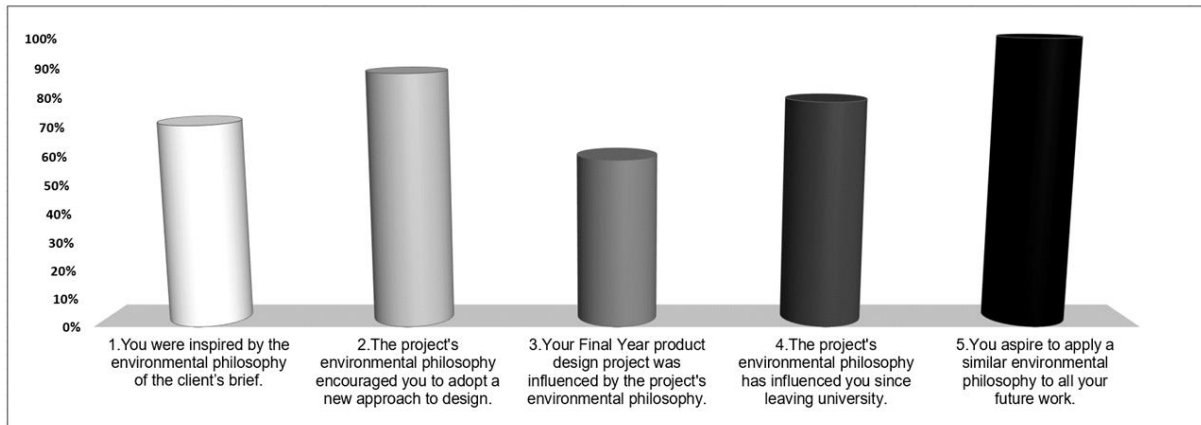 100%
90%
80%
70%
60%
50%
40%
30%
20%
10%
0%
1.You were inspired by the
environmental philosophy
of the client's brief.
2.The project's
environmental philosophy
encouraged you to adopt a
new approach to design.
3.Your Final Year product
design project was
influenced by the project's
environmental philosophy.
4.The project's
environmental philosophy
has influenced you since
leaving university.
5.You aspire to apply a
similar environmental
philosophy to all your
future work.